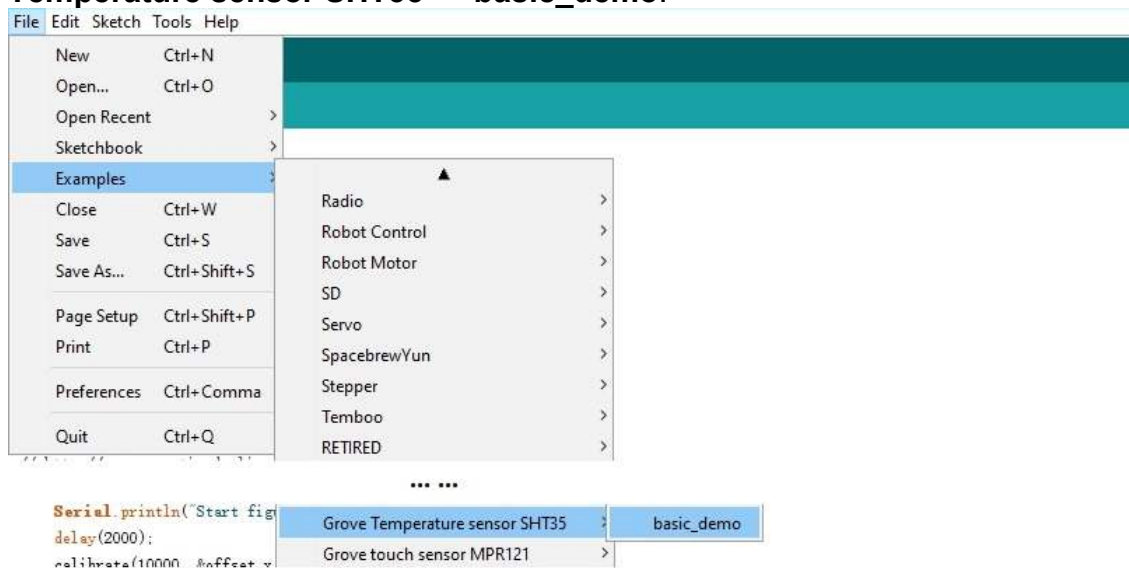 File Edit Sketch Tools Help
New Ctrl+N
Open... Ctrl+O
Open Recent >
Sketchbook >
Examples >
Close Ctrl+W
Save Ctrl+S
Save As... Ctrl+Shift+S
Page Setup Ctrl+Shift+P
Print Ctrl+P
Preferences Ctrl+Comma
Quit Ctrl+Q
▲
Radio >
Robot Control >
Robot Motor >
SD >
Servo >
SpacebrewYun >
Stepper >
Temboo >
RETIRED >
... ...
Grove Temperature sensor SHT35 > basic_demo
Grove touch sensor MPR121 >
Serial.println("Start fig
delay(2000);
calibrate(10000, &offset_x